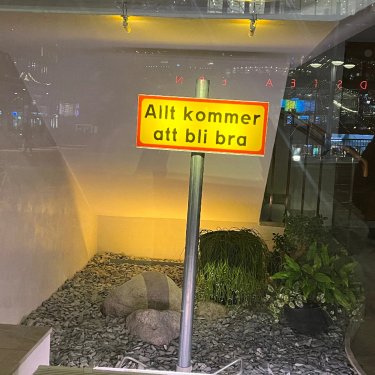 Allt kommer
att bli bra